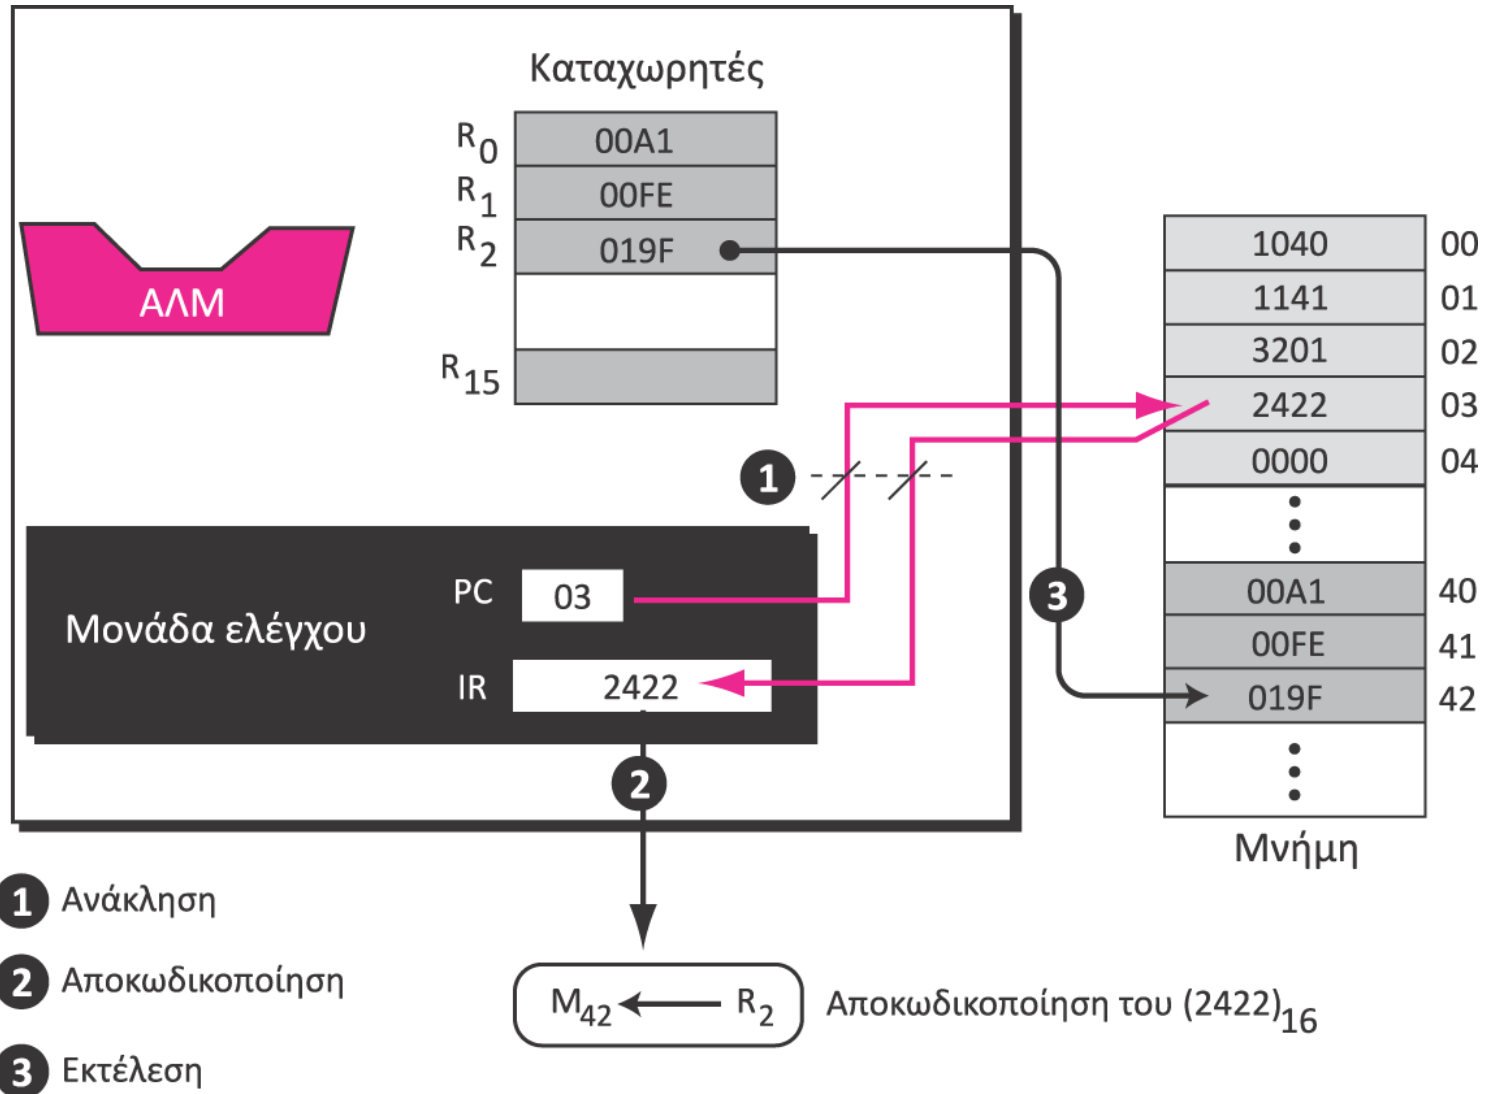 Καταχωρητές
R0 00A1
R1 00FE
R2 019F
R15
ΑΛΜ
1040 00
1141 01
3201 02
2422 03
0000 04
00A1 40
00FE 41
019F 42
Μνήμη
1
3
Μονάδα ελέγχου
PC 03
IR 2422
2
1 Ανάκληση
2 Αποκωδικοποίηση
3 Εκτέλεση
M42 ← R2
Αποκωδικοποίηση του (2422)16